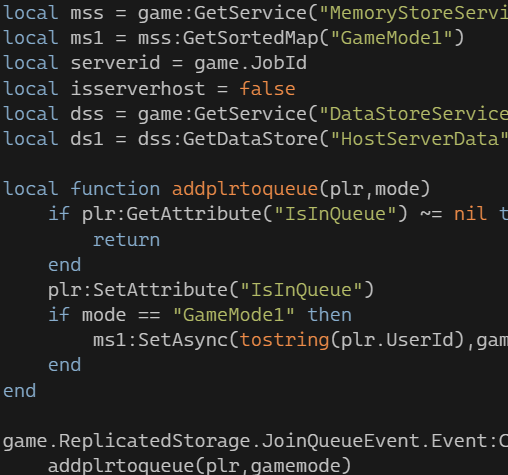 local mss = game:GetService("MemoryStoreServi
local ms1 = mss:GetSortedMap("GameMode1")
local serverid = game.JobId
local isserverhost = false
local dss = game:GetService("DataStoreService
local ds1 = dss:GetDataStore("HostServerData"
local function addplrtoqueue(plr,mode)
if plr:GetAttribute("IsInQueue") ~= nil t
return
end
plr:SetAttribute("IsInQueue")
if mode == "GameMode1" then
ms1:SetAsync(tostring(plr.UserId),gam
end
end
game.ReplicatedStorage.JoinQueueEvent.Event:C
addplrtoqueue(plr,gamemode)